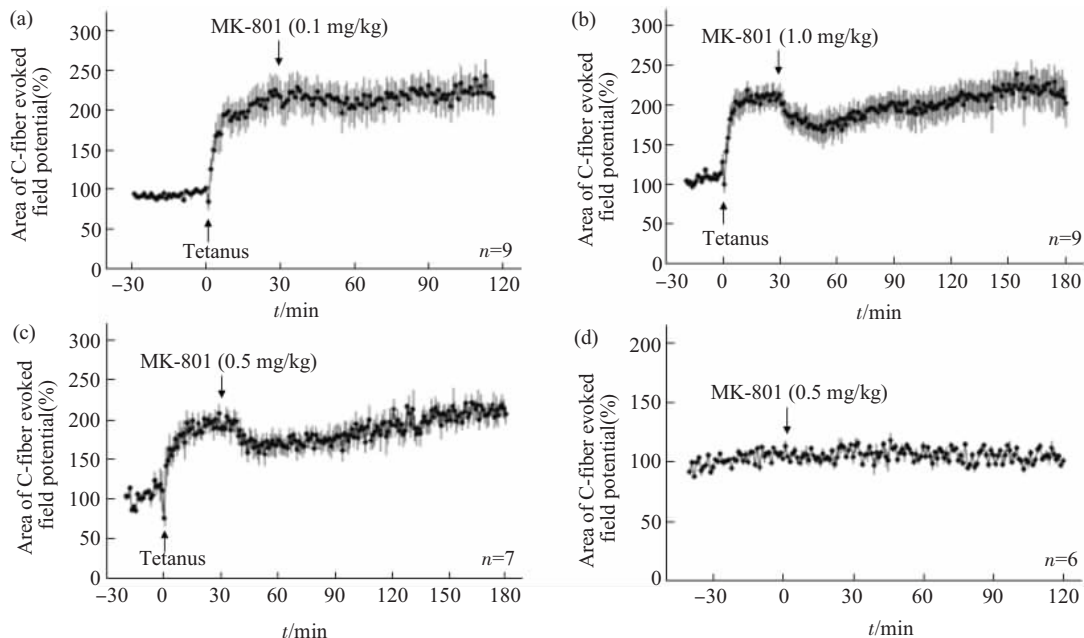 (a)
MK-801 (0.1 mg/kg)
Area of C-fiber evoked
field potential(%)
250
200
150
100
50
0
Tetanus
n=9
−30
0
30
60
90
120
t/min
(b)
MK-801 (1.0 mg/kg)
Area of C-fiber evoked
field potential(%)
250
200
150
100
50
0
Tetanus
n=9
−30
0
30
60
90
120
150
180
t/min
(c)
MK-801 (0.5 mg/kg)
Area of C-fiber evoked
field potential(%)
300
250
200
150
100
50
0
Tetanus
n=7
−30
0
30
60
90
120
150
180
t/min
(d)
MK-801 (0.5 mg/kg)
Area of C-fiber evoked
field potential(%)
200
150
100
50
0
n=6
−30
0
30
60
90
120
t/min